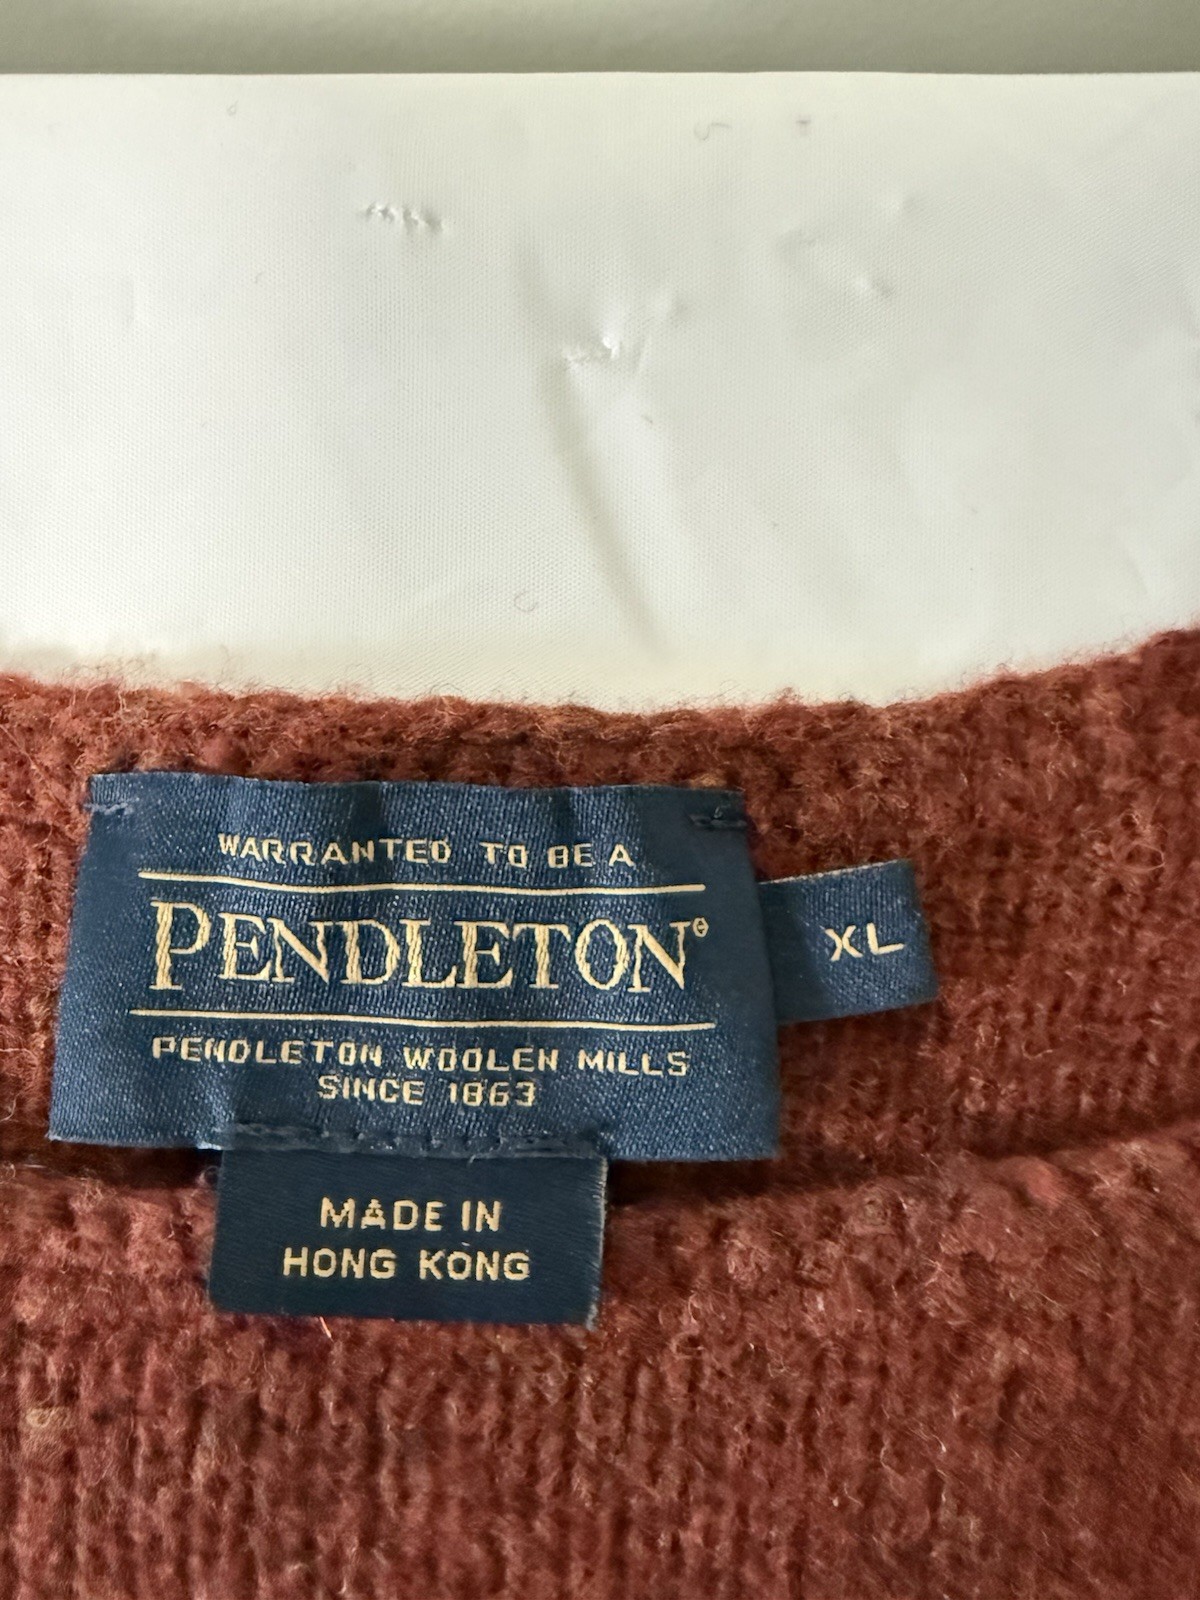 WARRANTED TO BE A
PENDLETON®
XL
PENDLETON WOOLEN MILLS
SINCE 1863
MADE IN
HONG KONG